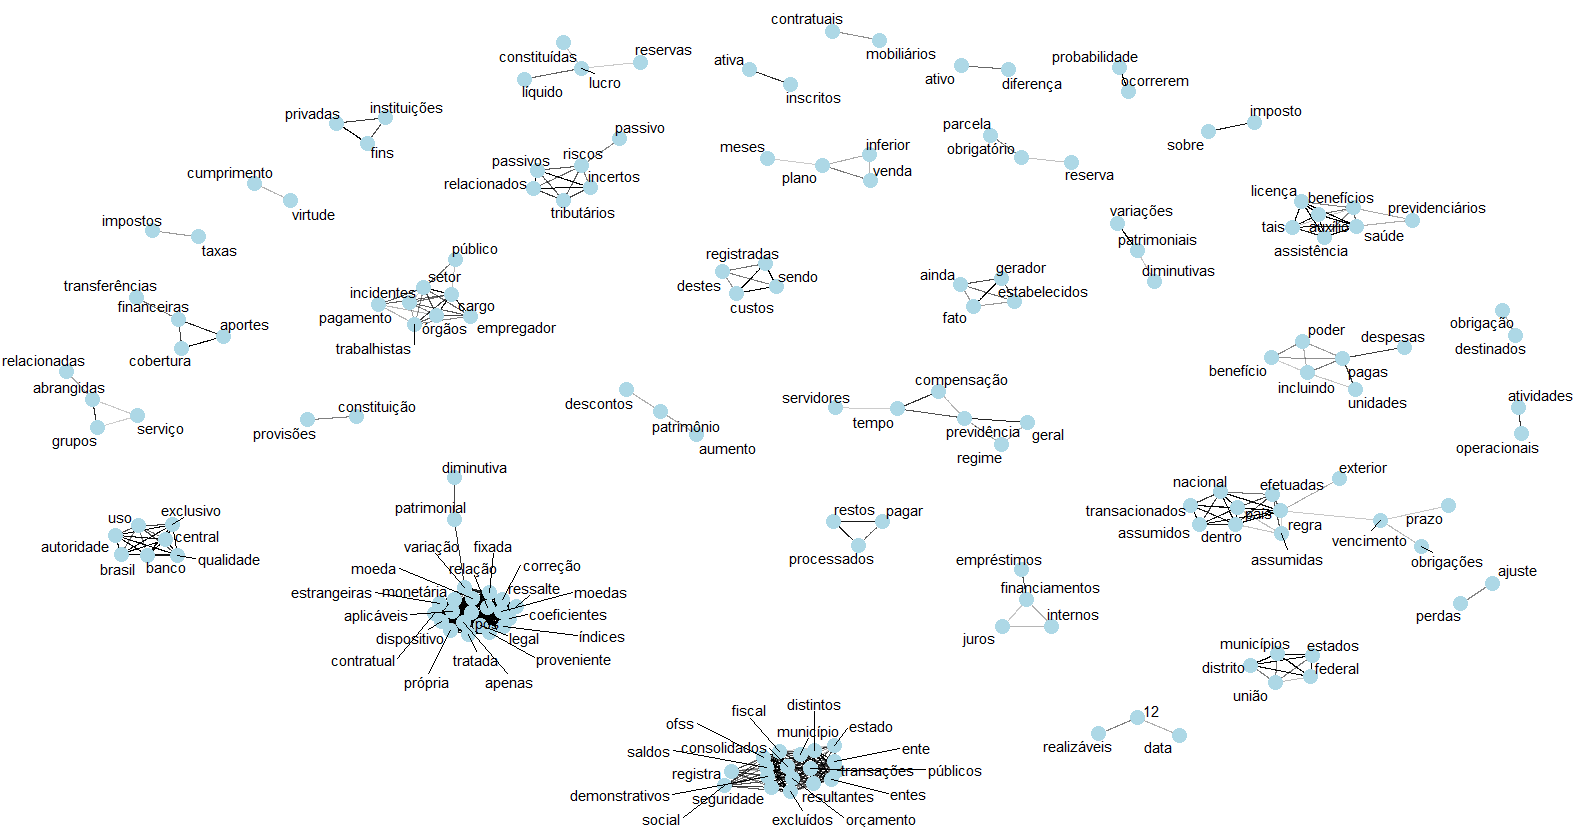 contratuais
mobiliários
constituídas
reservas
líquido
lucro
ativa
inscritos
ativo
diferença
probabilidade
ocorrerem
privadas
instituições
fins
passivo
passivos
riscos
incertos
relacionados
tributários
meses
plano
inferior
venda
parcela
obrigatório
reserva
imposto
sobre
cumprimento
virtude
impostos
taxas
licença
benefícios
previdenciários
tais
auxílio
saúde
assistência
variações
patrimoniais
diminutivas
público
setor
incidentes
cargo
pagamento
órgãos
empregador
trabalhistas
registradas
sendo
destes
custos
ainda
gerador
estabelecidos
fato
transferências
financeiras
aportes
cobertura
relacionadas
abrangidas
grupos
serviço
poder
despesas
benefício
pagas
incluindo
unidades
obrigação
destinados
atividades
operacionais
constituição
provisões
descontos
patrimônio
aumento
compensação
servidores
tempo
previdência
geral
regime
diminutiva
patrimonial
variação
fixada
moeda
relação
correção
estrangeiras
monetária
ressalte
moedas
aplicáveis
coeficientes
dispositivo
pós
legal
índices
contratual
tratada
proveniente
própria
apenas
uso
exclusivo
autoridade
central
brasil
banco
qualidade
restos
pagar
processados
exterior
nacional
efetuadas
transacionados
país
regra
prazo
assumidos
dentro
vencimento
assumidas
obrigações
empréstimos
financiamentos
internos
juros
ajuste
perdas
municípios
estados
distrito
federal
união
12
realizáveis
data
distintos
fiscal
ofss
município
estado
saldos
consolidados
ente
registra
transações
públicos
demonstrativos
seguridade
resultantes
entes
social
excluídos
orçamento